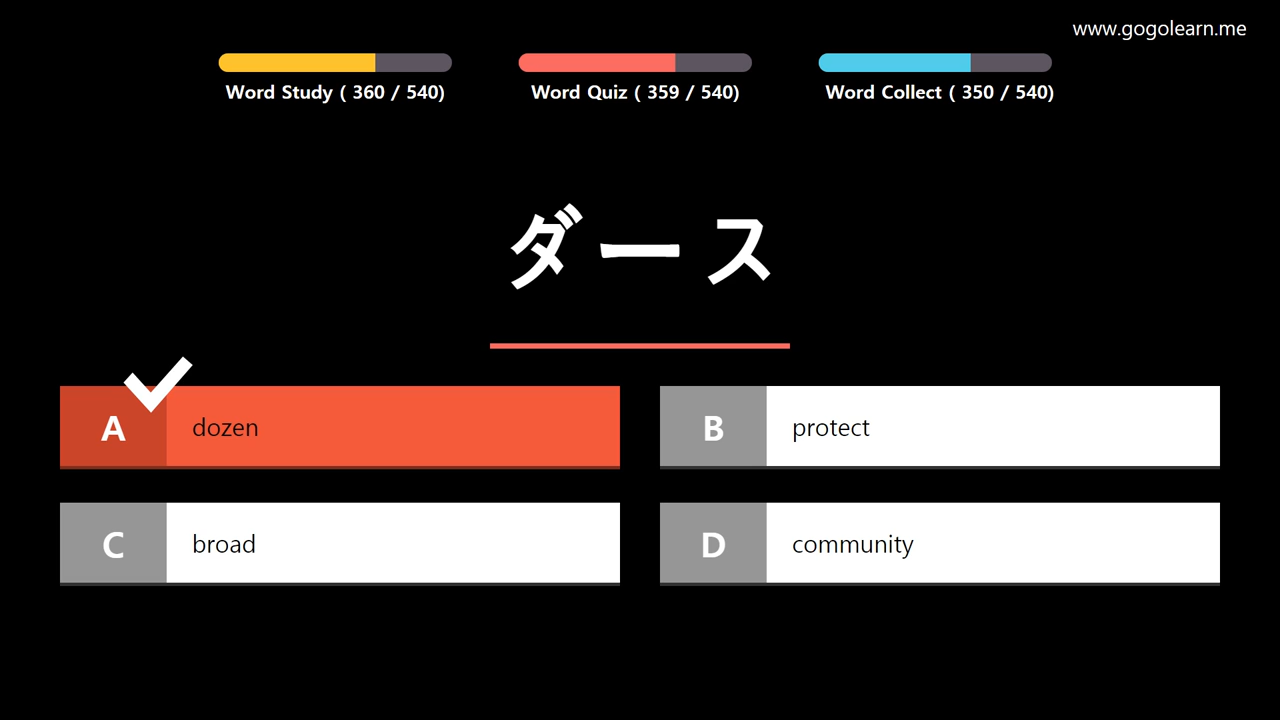 www.gogolearn.me
Word Study ( 360 / 540)
Word Quiz ( 359 / 540)
Word Collect ( 350 / 540)
ダース
A dozen
B protect
C broad
D community